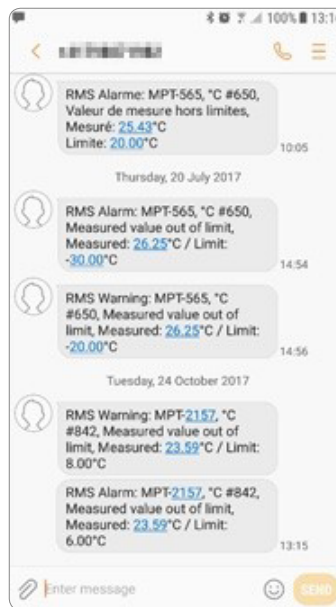 100% 13:1
RMS Alarme: MPT-565, °C #650,
Valeur de mesure hors limites,
Mesuré: 25.43°C
Limite: 20.00°C
10:05
Thursday, 20 July 2017
RMS Alarm: MPT-565, °C #650,
Measured value out of limit,
Measured: 26.25°C / Limit:
-30.00°C
14:54
RMS Warning: MPT-565, °C
#650, Measured value out of
limit, Measured: 26.25°C / Limit:
-20.00°C
14:56
Tuesday, 24 October 2017
RMS Warning: MPT-2157, °C
#842, Measured value out of
limit, Measured: 23.59°C / Limit:
8.00°C
RMS Alarm: MPT-2157, °C #842,
Measured value out of limit,
Measured: 23.59°C / Limit:
6.00°C
13:15
Enter message
SEND